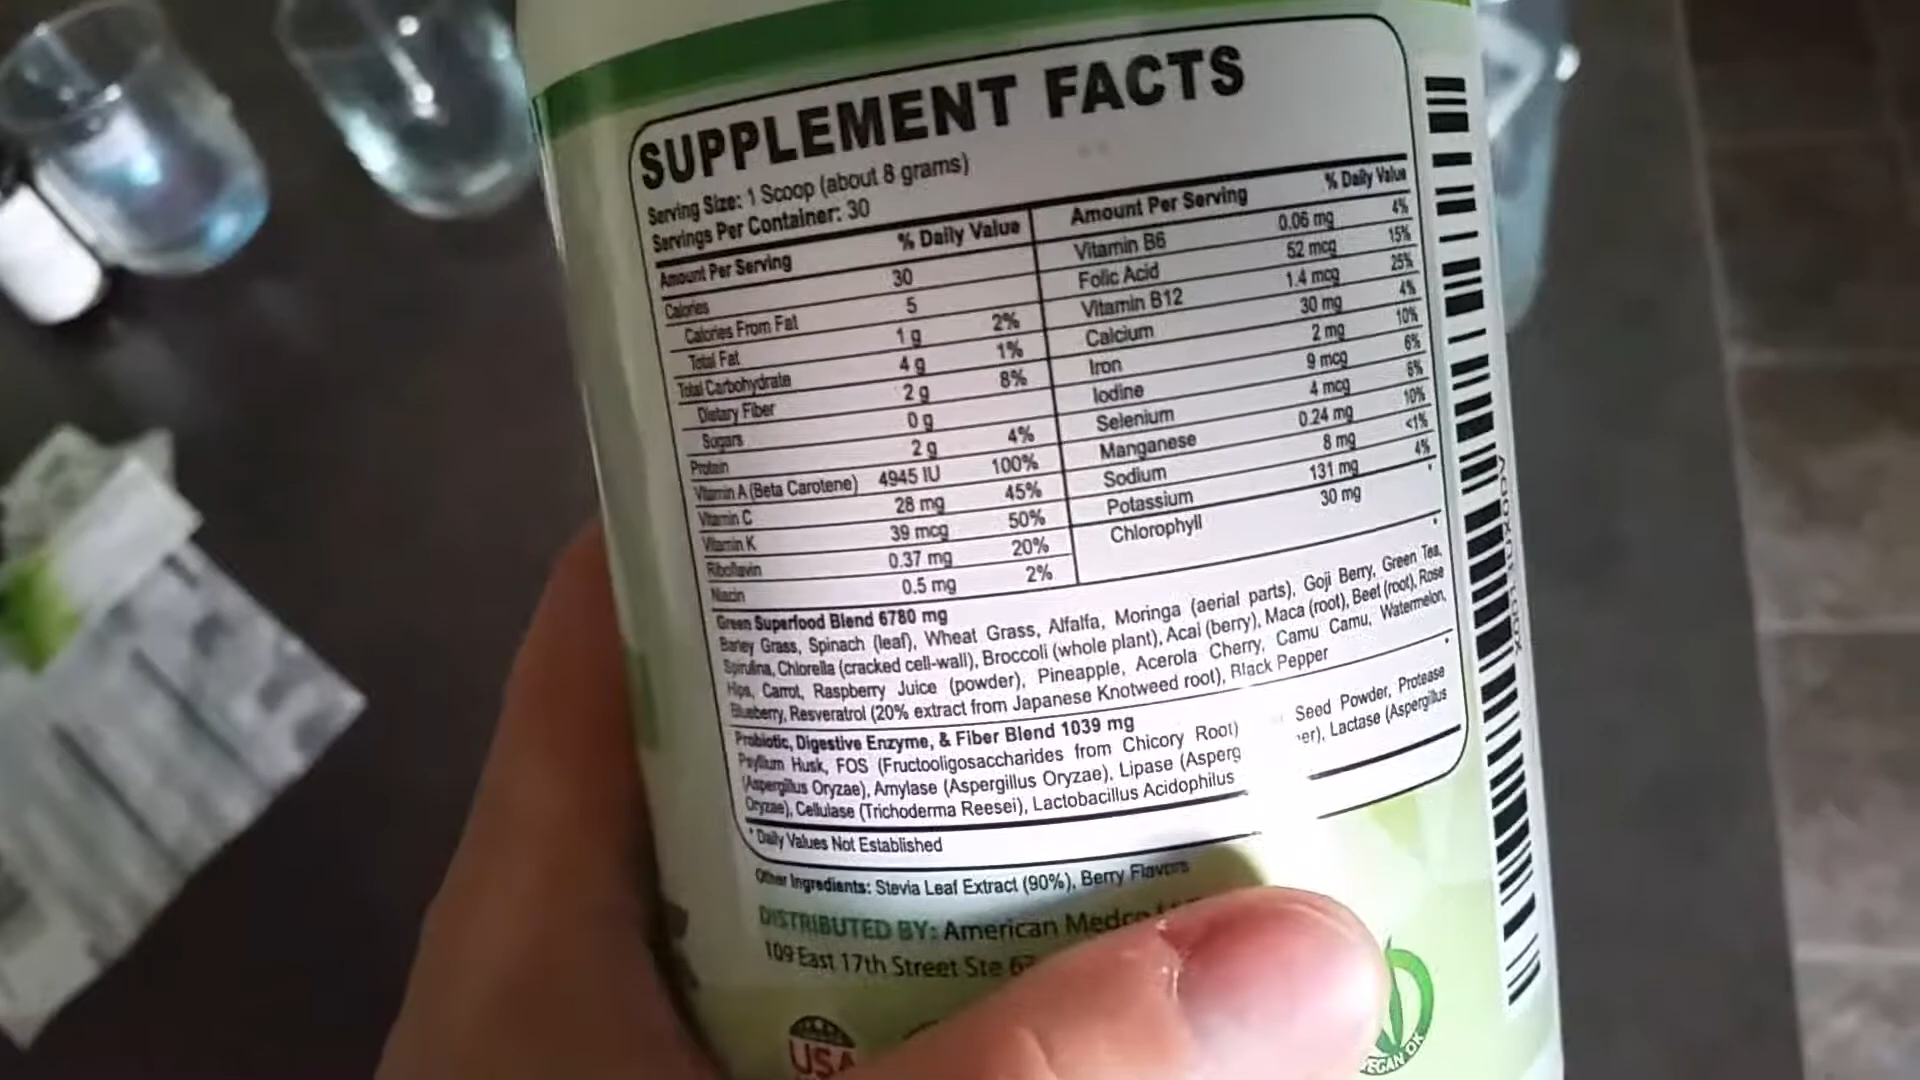 SUPPLEMENT FACTS
Serving Size: 1 Scoop (about 8 grams)
Servings Per Container: 30
Amount Per Serving % Daily Value
Calories 30
Calories From Fat 5
Total Fat 1 g 2%
Total Carbohydrate 4 g 1%
Dietary Fiber 2 g 8%
Sugars 0 g
Protein 2 g 4%
Vitamin A (Beta Carotene) 4945 IU 100%
Vitamin C 28 mg 45%
Vitamin K 39 mcg 50%
Riboflavin 0.37 mg 20%
Niacin 0.5 mg 2%
Amount Per Serving % Daily Value
Vitamin B6 0.06 mg 4%
Folic Acid 52 mcg 15%
Vitamin B12 1.4 mcg 25%
Calcium 30 mg 4%
Iron 2 mg 10%
Iodine 9 mcg 6%
Selenium 4 mcg 6%
Manganese 0.24 mg 10%
Sodium 8 mg <1%
Potassium 131 mg 4%
Chlorophyll 30 mg *
Green Superfood Blend 6780 mg *
Barley Grass, Spinach (leaf), Wheat Grass, Alfalfa, Moringa (aerial parts), Goji Berry, Green Tea,
Spirulina, Chlorella (cracked cell-wall), Broccoli (whole plant), Acai (berry), Maca (root), Beet (root), Rose
Hips, Carrot, Raspberry Juice (powder), Pineapple, Acerola Cherry, Camu Camu, Watermelon,
Blueberry, Resveratrol (20% extract from Japanese Knotweed root), Black Pepper
Probiotic, Digestive Enzyme, & Fiber Blend 1039 mg *
Psyllium Husk, FOS (Fructooligosaccharides from Chicory Root) Seed Powder, Protease
(Aspergillus Oryzae), Amylase (Aspergillus Oryzae), Lipase Lactase (Aspergillus
Oryzae), Cellulase (Trichoderma Reesei), Lactobacillus Acidophilus
* Daily Values Not Established
Other Ingredients: Stevia Leaf Extract (90%), Berry Flavors
DISTRIBUTED BY: American Medco
109 East 17th Street Ste
USA
VEGAN OK